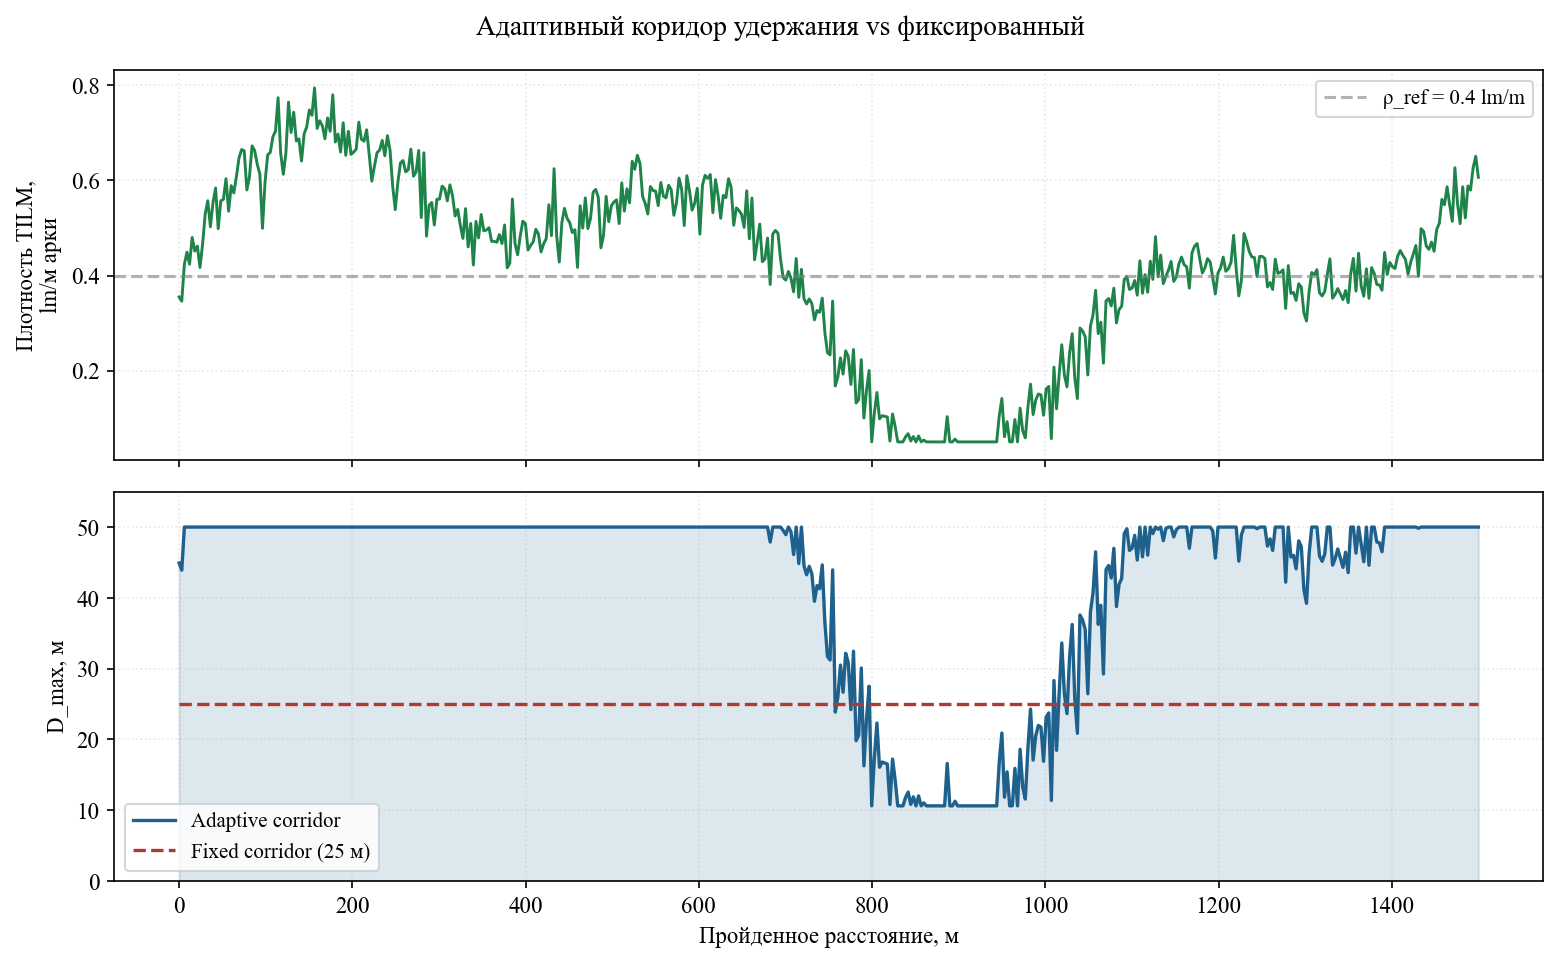 Адаптивный коридор удержания vs фиксированный
Плотность TILM,
lm/м арки
0.8
0.6
0.4
0.2
ρ_ref = 0.4 lm/m
D_max, м
50
40
30
20
10
0
Adaptive corridor
Fixed corridor (25 м)
0 200 400 600 800 1000 1200 1400
Пройденное расстояние, м